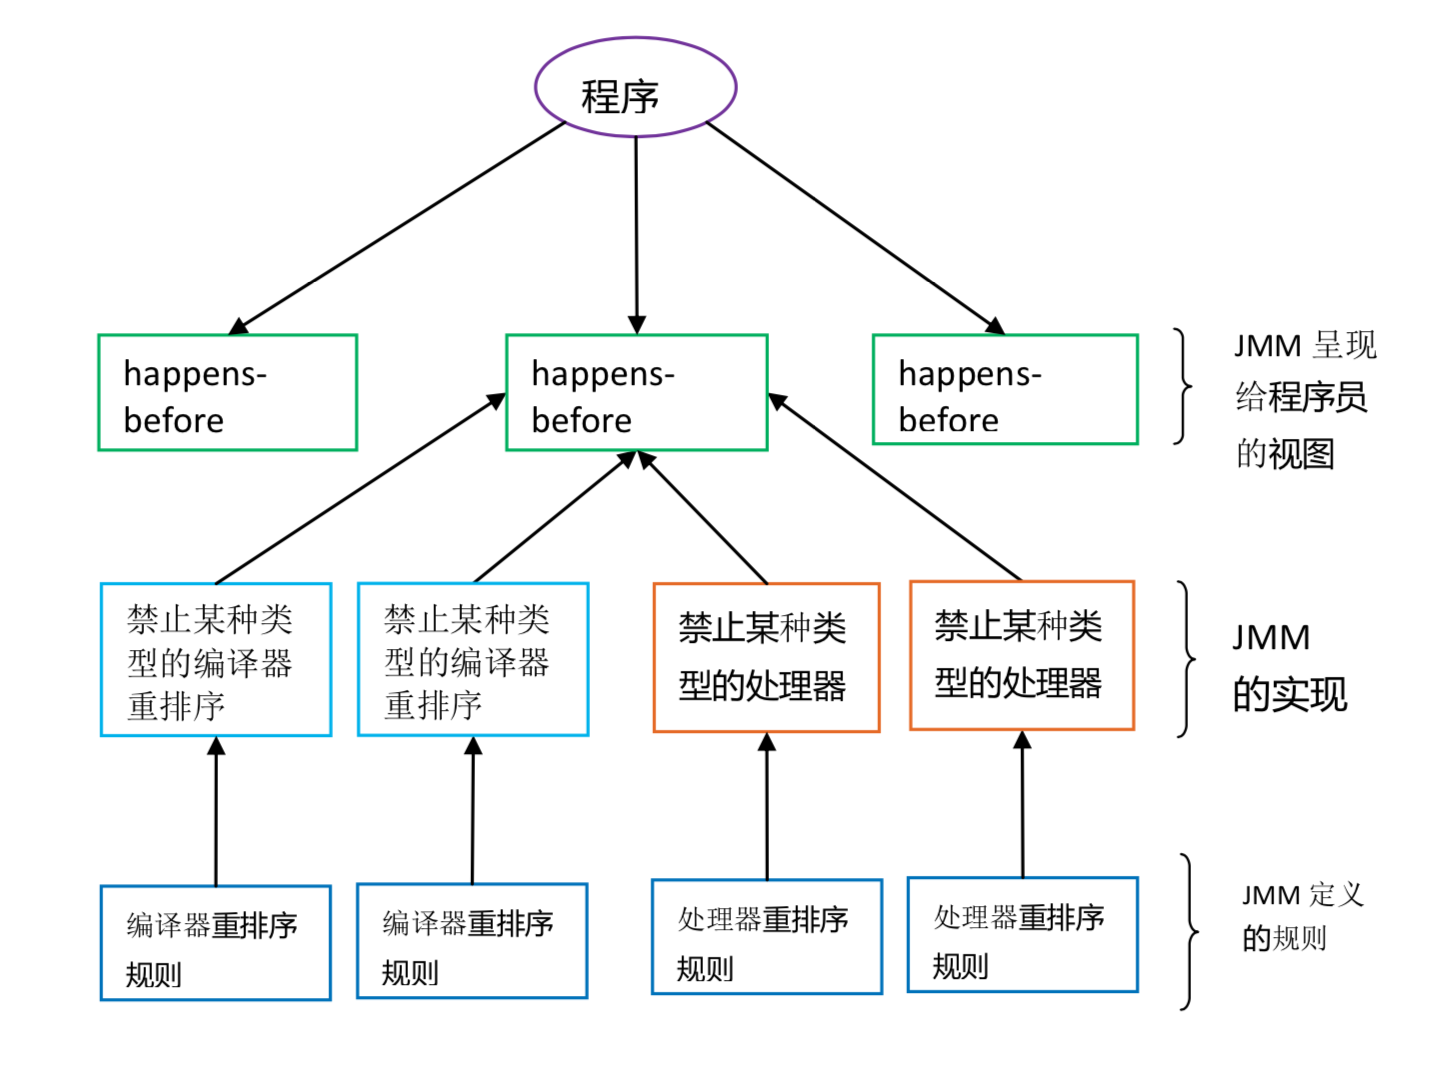 程序
happens-
before
happens-
before
happens-
before
JMM 呈现
给程序员
的视图
禁止某种类
型的编译器
重排序
禁止某种类
型的编译器
重排序
禁止某种类
型的处理器
禁止某种类
型的处理器
JMM
的实现
编译器重排序
规则
编译器重排序
规则
处理器重排序
规则
处理器重排序
规则
JMM 定义
的规则